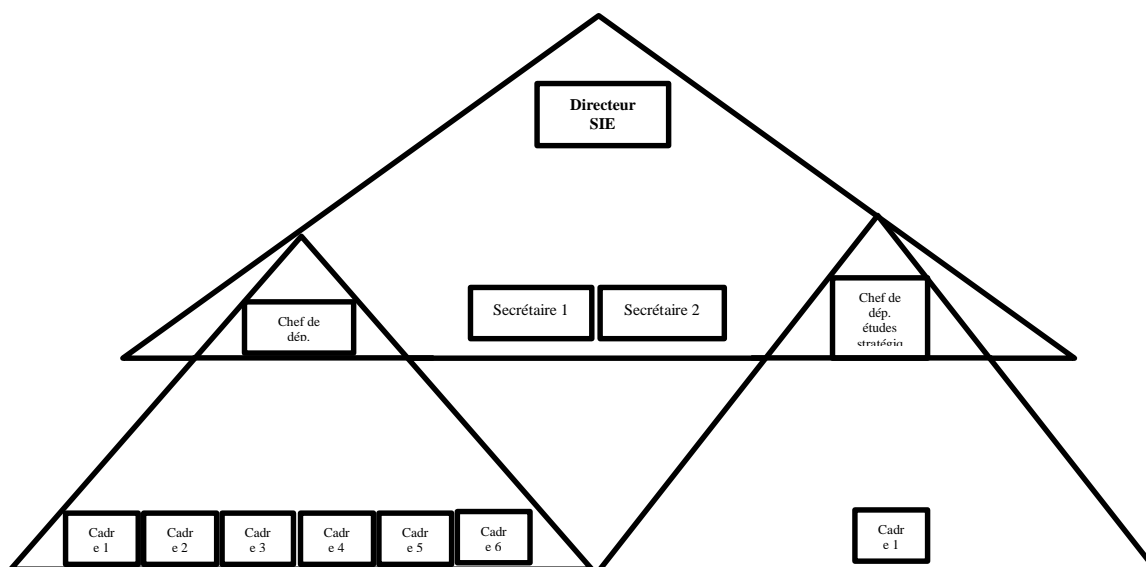 Directeur
SIE
Secrétaire 1
Secrétaire 2
Chef de
dép.
Chef de
dép.
études
stratégiq
Cadr
e 1
Cadr
e 2
Cadr
e 3
Cadr
e 4
Cadr
e 5
Cadr
e 6
Cadr
e 1